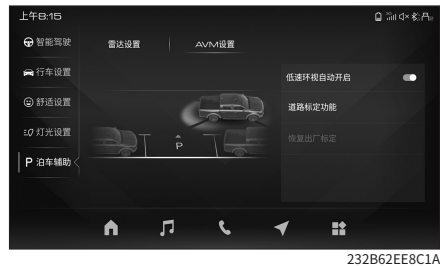 上午8:15
智能驾驶
雷达设置
AVM设置
行车设置
低速环视自动开启
舒适设置
道路标定功能
灯光设置
恢复出厂标定
P
P 泊车辅助
232B62EE8C1A